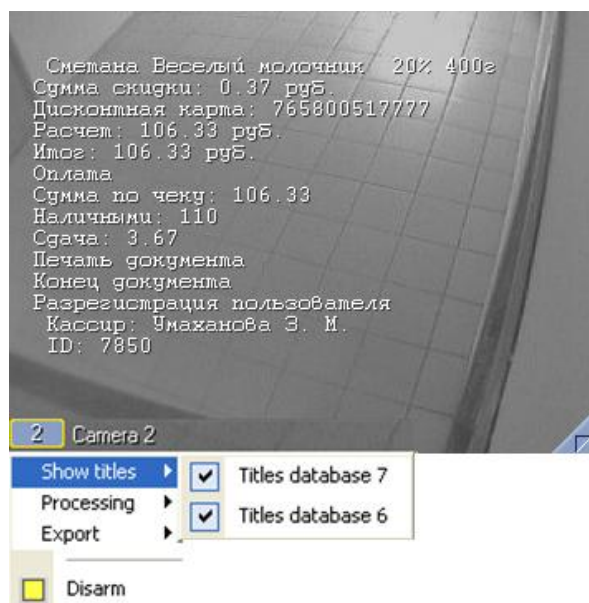 Сметана Веселый молочник 20% 400г
Сумма скидки: 0.37 руб.
Дисконтная карта: 765800517777
Расчет: 106.33 руб.
Итог: 106.33 руб.
Оплата
Сумма по чеку: 106.33
Наличными: 110
Сдача: 3.67
Печать документа
Конец документа
Разрегистрация пользователя
Кассир: Умаханова З. М.
ID: 7850
2 Camera 2
Show titles
Titles database 7
Processing
Titles database 6
Export
Disarm